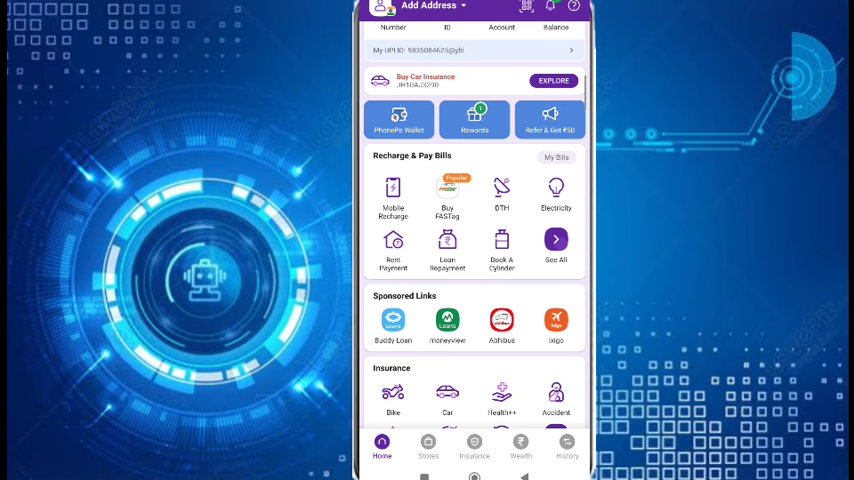 Add Address
Number ID Account Balance
My UPI ID: 9835084625@ybl
Buy Car Insurance
JH10AJ3290
EXPLORE
PhonePe Wallet
1
Rewards
Refer & Get ₹50
Recharge & Pay Bills
My Bills
Popular
Mobile Recharge
Buy FASTag
DTH
Electricity
Rent Payment
Loan Repayment
Book A Cylinder
See All
Sponsored Links
Loans
Loans
abhibus
ixigo
Buddy Loan
moneyview
Abhibus
ixigo
Insurance
Bike
Car
Health++
Accident
Home
Stores
Insurance
Wealth
History